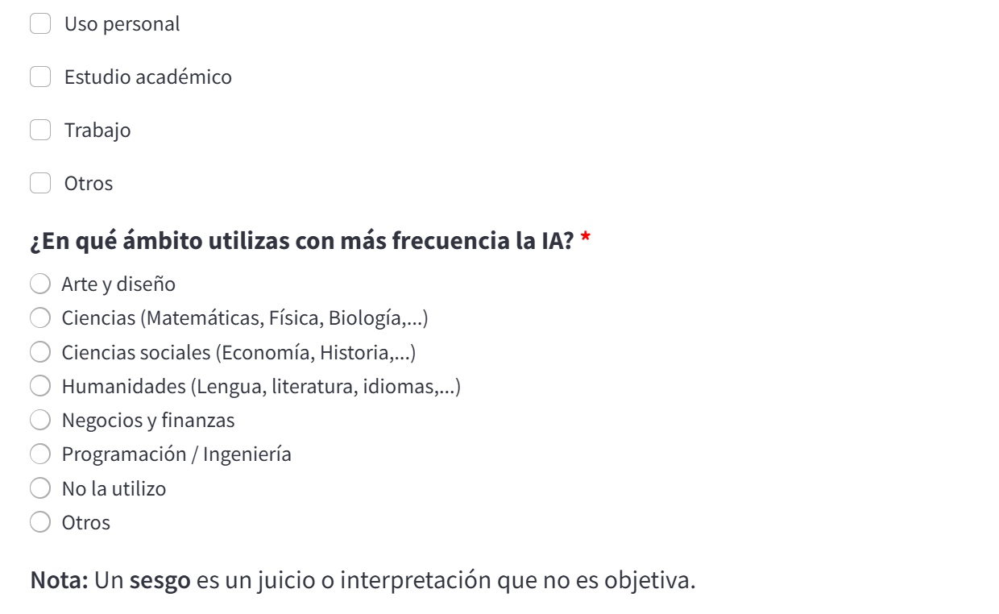 Uso personal
Estudio académico
Trabajo
Otros
¿En qué ámbito utilizas con más frecuencia la IA? *
Arte y diseño
Ciencias (Matemáticas, Física, Biología,...)
Ciencias sociales (Economía, Historia,...)
Humanidades (Lengua, literatura, idiomas,...)
Negocios y finanzas
Programación / Ingeniería
No la utilizo
Otros
Nota: Un sesgo es un juicio o interpretación que no es objetiva.